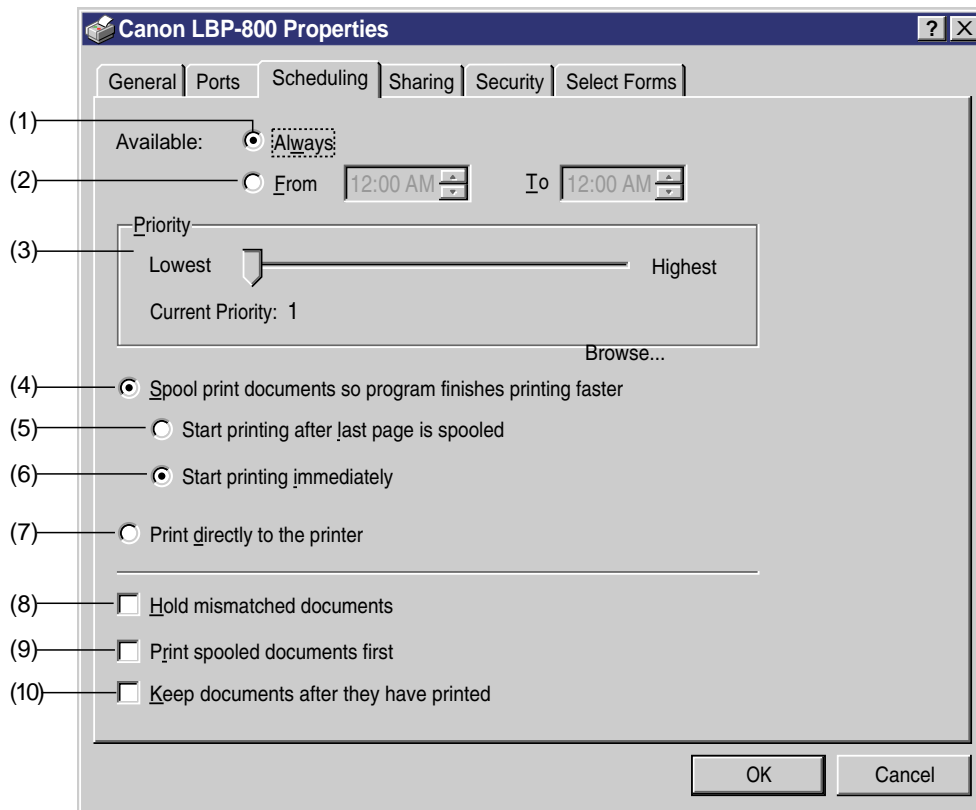 Canon LBP-800 Properties ? X
General Ports Scheduling Sharing Security Select Forms
(1) Available: Always
(2) From 12:00 AM To 12:00 AM
Priority
(3) Lowest Highest
Current Priority: 1
Browse...
(4) Spool print documents so program finishes printing faster
(5) Start printing after last page is spooled
(6) Start printing immediately
(7) Print directly to the printer
(8) Hold mismatched documents
(9) Print spooled documents first
(10) Keep documents after they have printed
OK Cancel